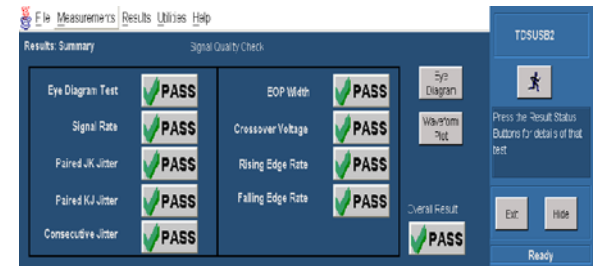 File Measurements Results Utilities Help
TDSUSB2
Results: Summary Signal Quality Check
Eye Diagram Test PASS EOP Width PASS Eye Diagram
Signal Rate PASS Crossover Voltage PASS Waveform Plot
Paired JK Jitter PASS Rising Edge Rate PASS
Paired KJ Jitter PASS Falling Edge Rate PASS
Consecutive Jitter PASS
Overall Result
PASS
Press the Result Status
Buttons for details of that
test
Exit Hide
Ready